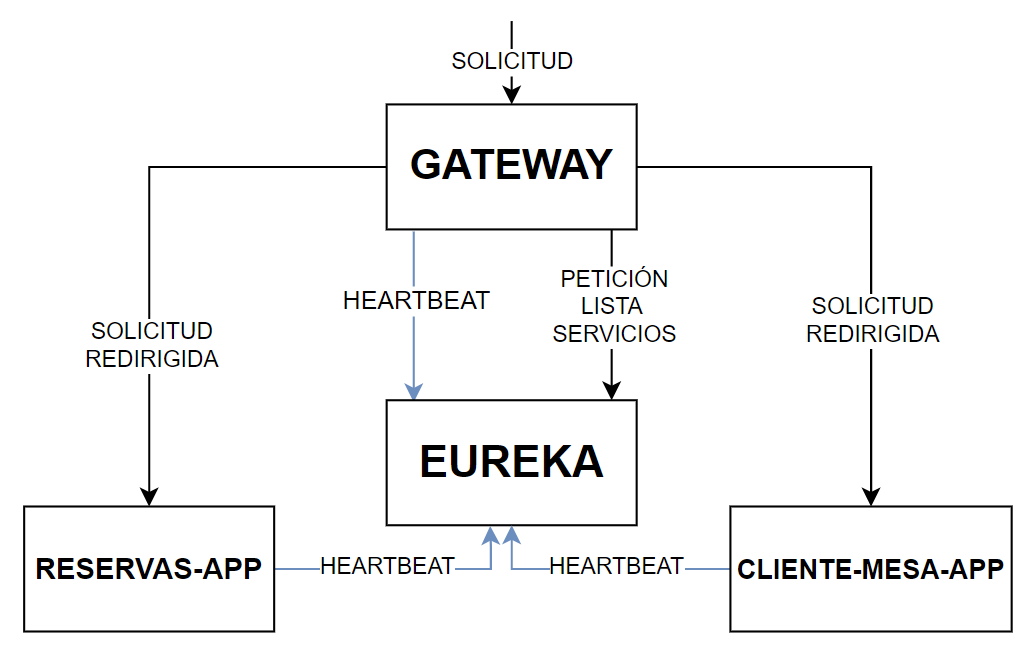 SOLICITUD
GATEWAY
HEARTBEAT
PETICIÓN
LISTA
SERVICIOS
SOLICITUD
REDIRIGIDA
SOLICITUD
REDIRIGIDA
EUREKA
RESERVAS-APP
HEARTBEAT
HEARTBEAT
CLIENTE-MESA-APP